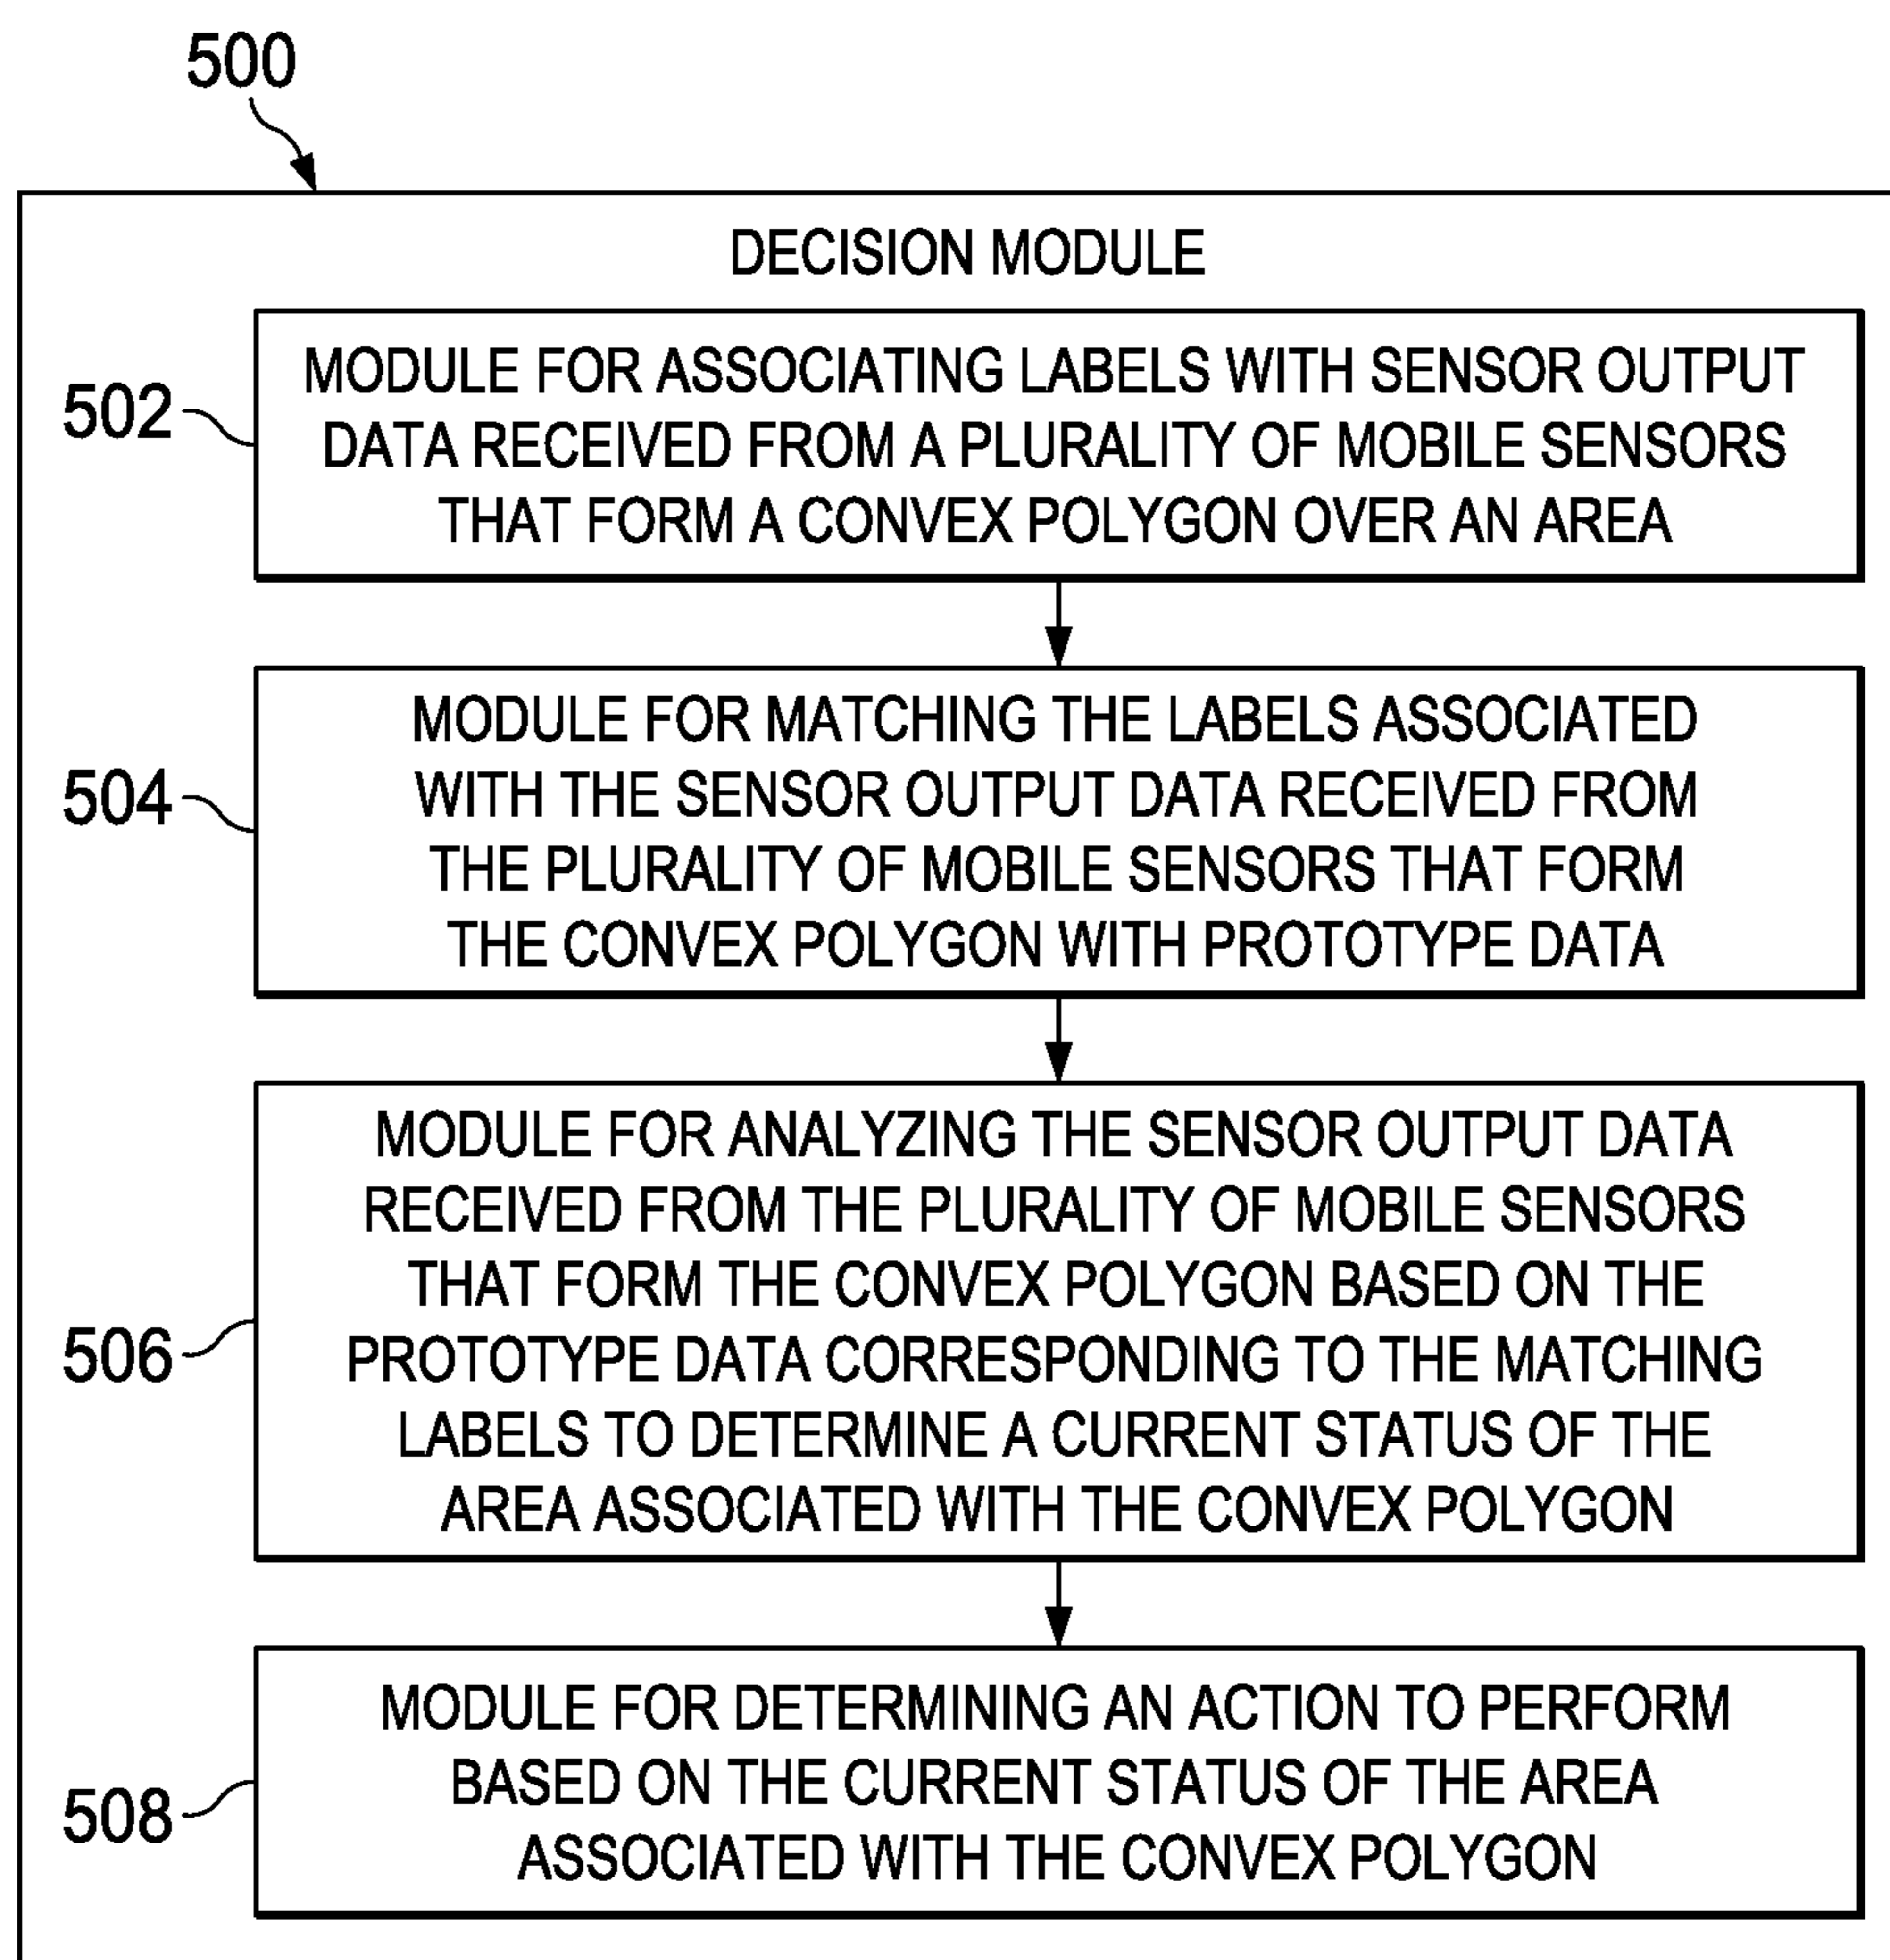 500
DECISION MODULE
502
MODULE FOR ASSOCIATING LABELS WITH SENSOR OUTPUT
DATA RECEIVED FROM A PLURALITY OF MOBILE SENSORS
THAT FORM A CONVEX POLYGON OVER AN AREA
504
MODULE FOR MATCHING THE LABELS ASSOCIATED
WITH THE SENSOR OUTPUT DATA RECEIVED FROM
THE PLURALITY OF MOBILE SENSORS THAT FORM
THE CONVEX POLYGON WITH PROTOTYPE DATA
506
MODULE FOR ANALYZING THE SENSOR OUTPUT DATA
RECEIVED FROM THE PLURALITY OF MOBILE SENSORS
THAT FORM THE CONVEX POLYGON BASED ON THE
PROTOTYPE DATA CORRESPONDING TO THE MATCHING
LABELS TO DETERMINE A CURRENT STATUS OF THE
AREA ASSOCIATED WITH THE CONVEX POLYGON
508
MODULE FOR DETERMINING AN ACTION TO PERFORM
BASED ON THE CURRENT STATUS OF THE AREA
ASSOCIATED WITH THE CONVEX POLYGON